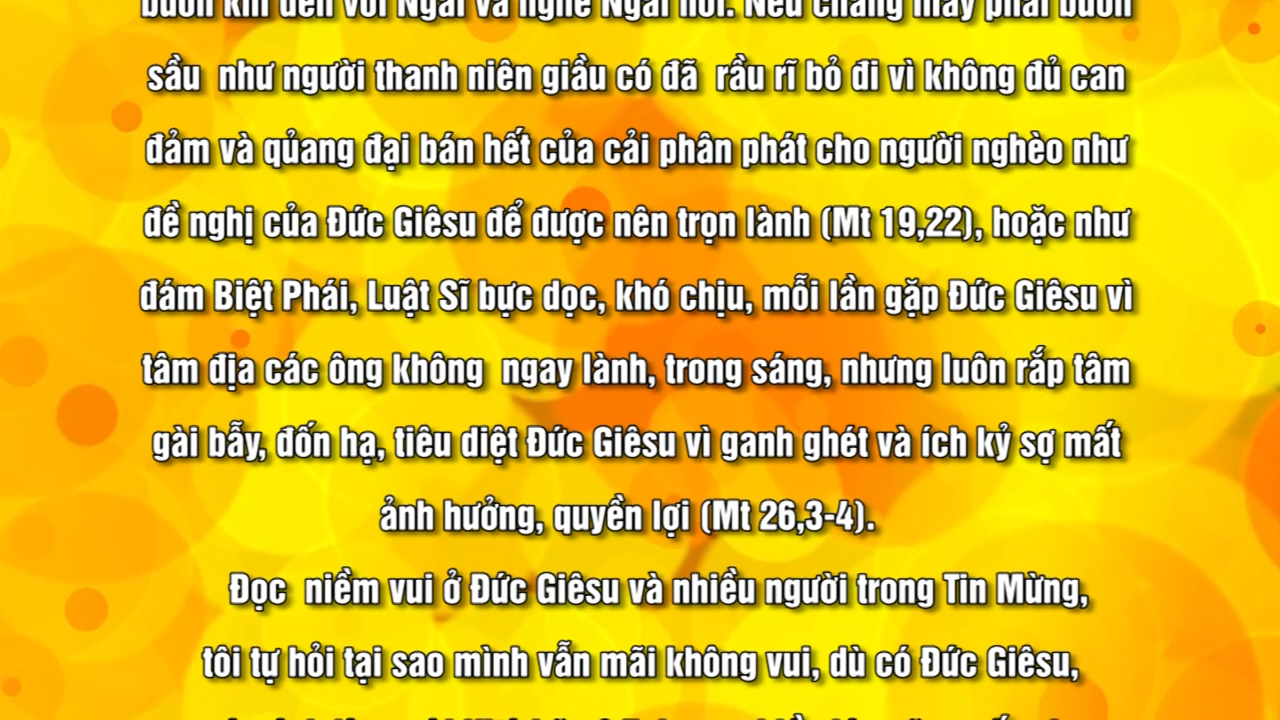 buồn khi đến với Ngài và nghe Ngài nói. Nếu chẳng may phải buồn
sầu như người thanh niên giầu có đã rầu rĩ bỏ đi vì không đủ can
đảm và qủang đại bán hết của cải phân phát cho người nghèo như
đề nghị của Đức Giêsu để được nên trọn lành (Mt 19,22), hoặc như
đám Biệt Phái, Luật Sĩ bực dọc, khó chịu, mỗi lần gặp Đức Giêsu vì
tâm địa các ông không ngay lành, trong sáng, nhưng luôn rắp tâm
gài bẫy, đốn hạ, tiêu diệt Đức Giêsu vì ganh ghét và ích kỷ sợ mất
ảnh hưởng, quyền lợi (Mt 26,3-4).
Đọc niềm vui ở Đức Giêsu và nhiều người trong Tin Mừng,
tôi tự hỏi tại sao mình vẫn mãi không vui, dù có Đức Giêsu,